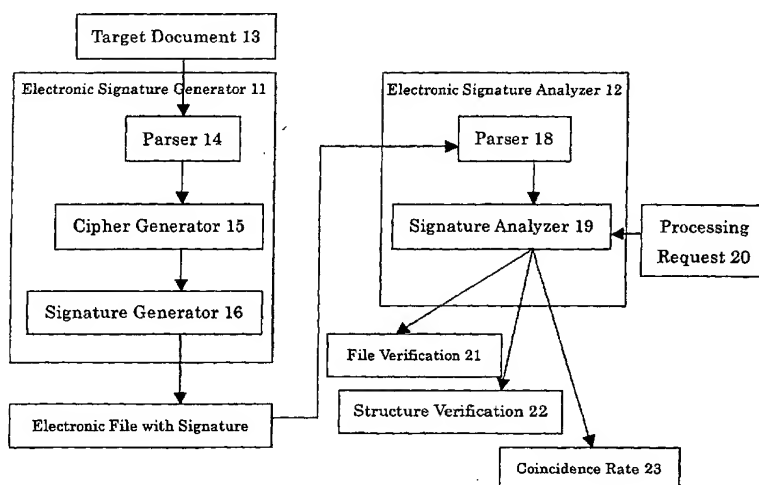 Target Document 13
Electronic Signature Generator 11
Parser 14
Cipher Generator 15
Signature Generator 16
Electronic File with Signature
Electronic Signature Analyzer 12
Parser 18
Signature Analyzer 19
Processing
Request 20
File Verification 21
Structure Verification 22
Coincidence Rate 23